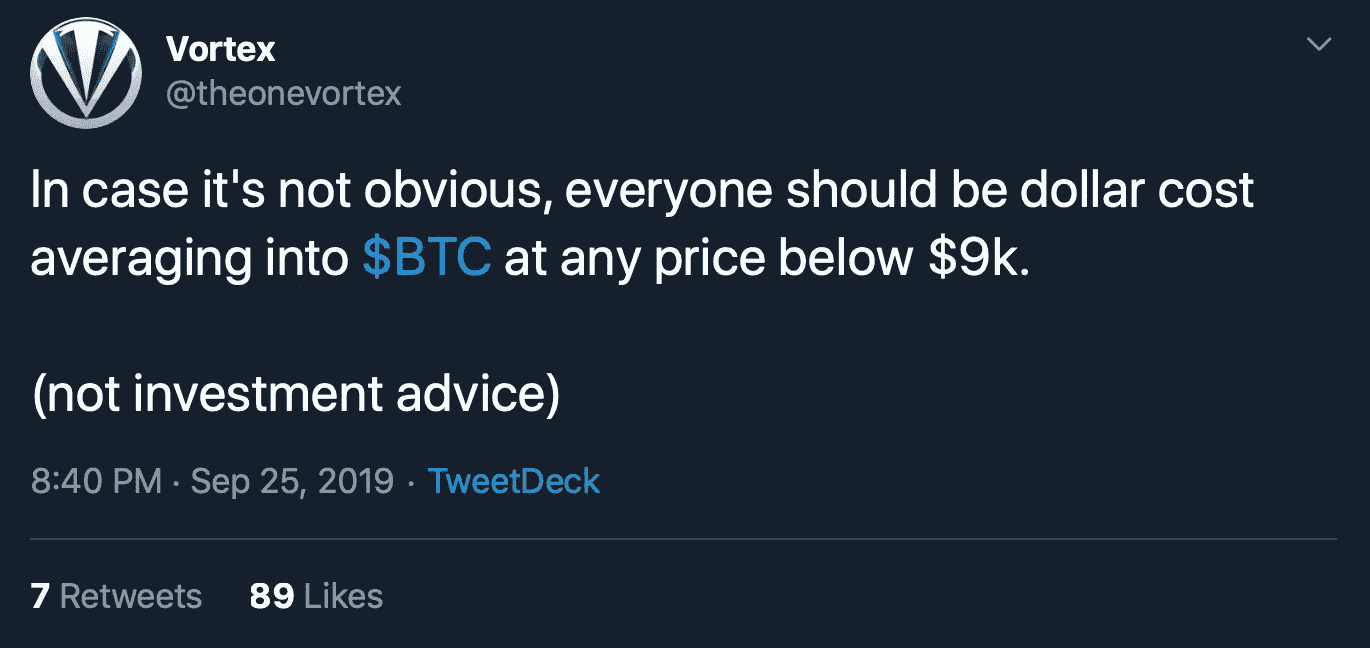 Vortex
@theonevortex
In case it's not obvious, everyone should be dollar cost
averaging into $BTC at any price below $9k.
(not investment advice)
8:40 PM · Sep 25, 2019 · TweetDeck
7 Retweets 89 Likes